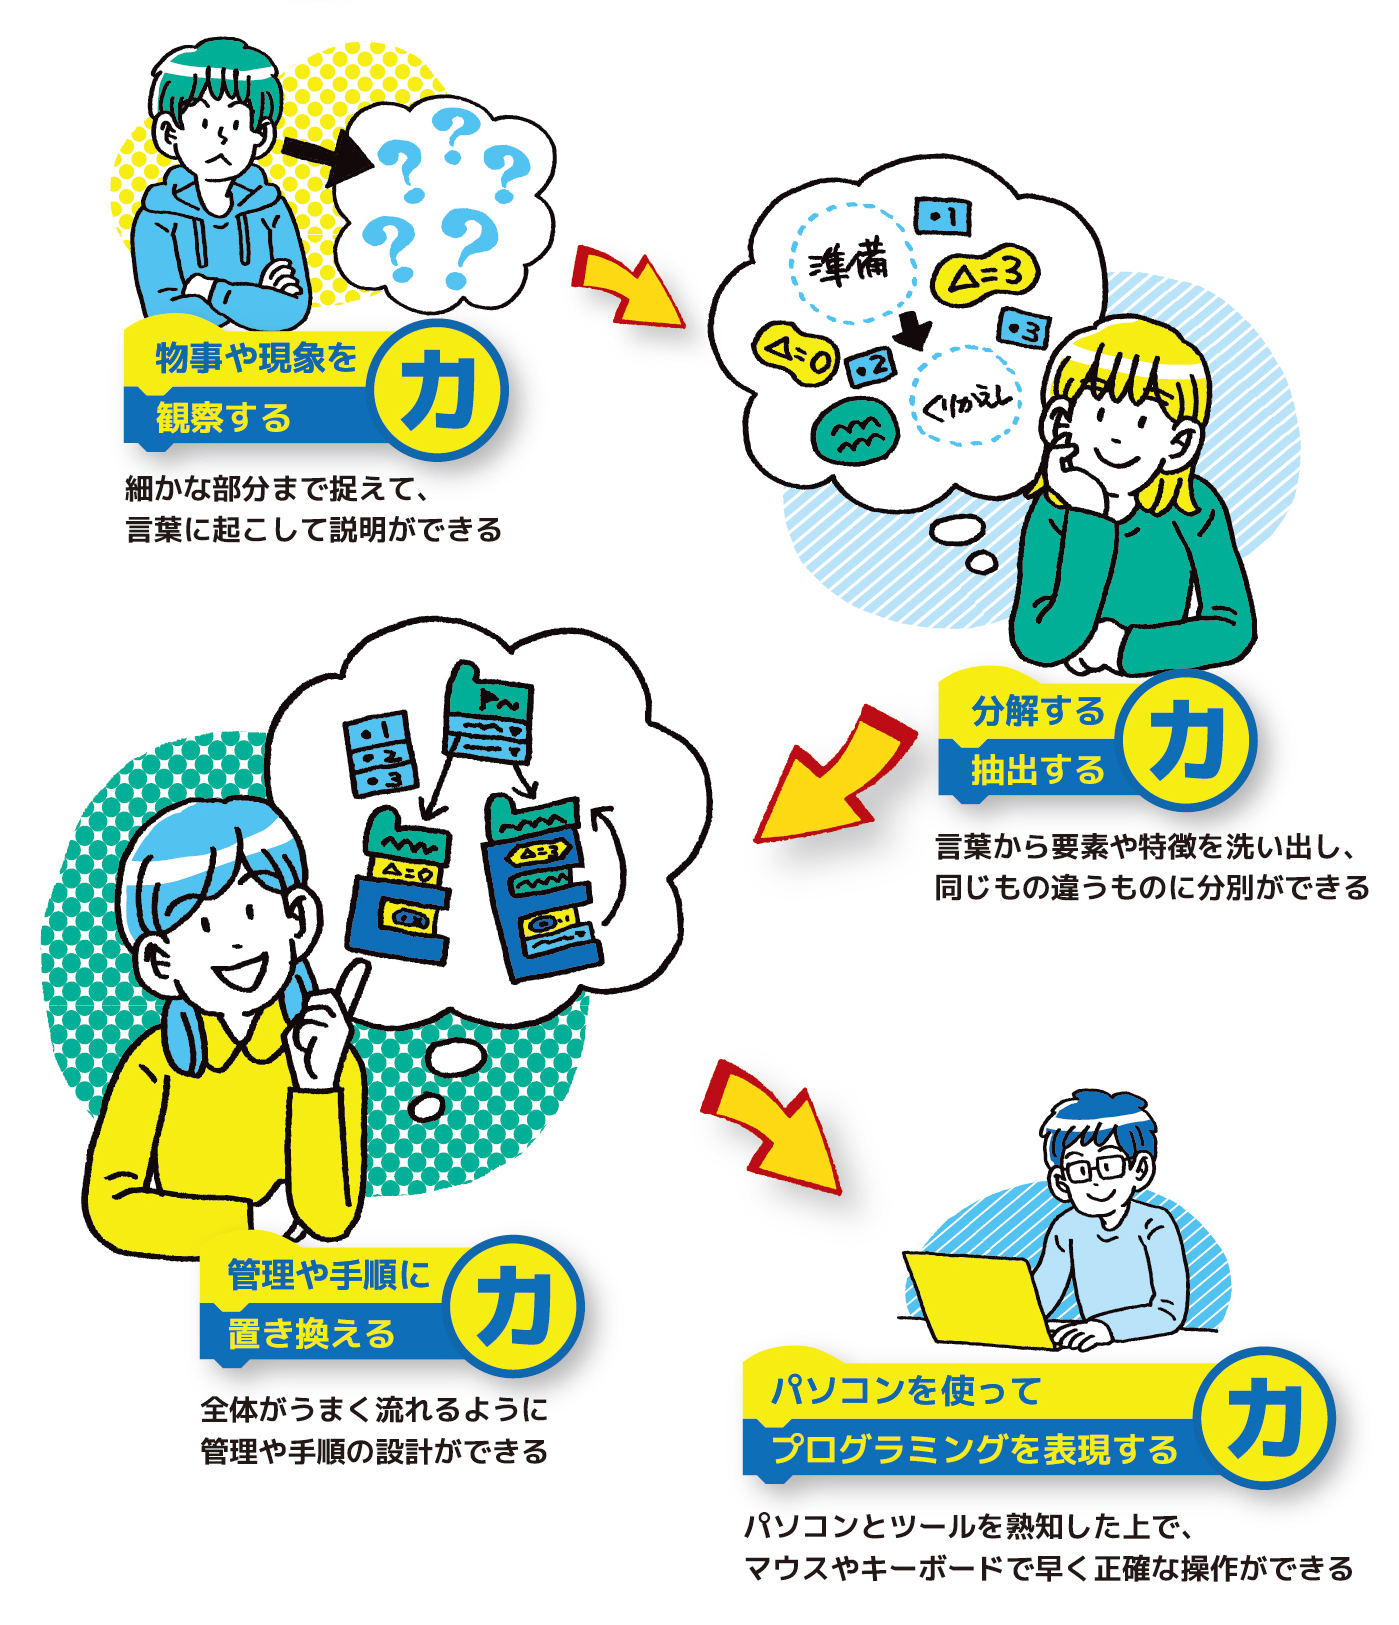 ? ? ? ? ?
物事や現象を
観察する
力
細かな部分まで捉えて、
言葉に起こして説明ができる
準備
•1
△=3
•3
△=0
•2
くりかえし
分解する
抽出する
力
言葉から要素や特徴を洗い出し、
同じもの違うものに分別ができる
•1
•2
•3
△=0
△=3
管理や手順に
置き換える
力
全体がうまく流れるように
管理や手順の設計ができる
パソコンを使って
プログラミングを表現する
力
パソコンとツールを熟知した上で、
マウスやキーボードで早く正確な操作ができる